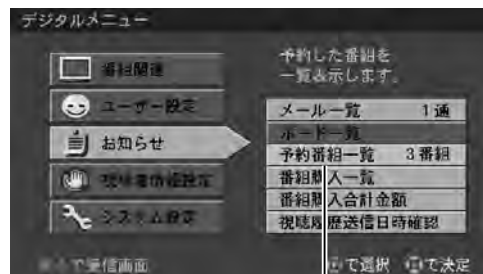 デジタルメニュー
番組関連
ユーザー設定
お知らせ
視聴者情報設定
システム設定
予約した番組を
一覧表示します。
メール一覧 1通
ボード一覧
予約番組一覧 3番組
番組購入一覧
番組購入合計金額
視聴履歴送信日時確認
で受信画面
で選択 で決定